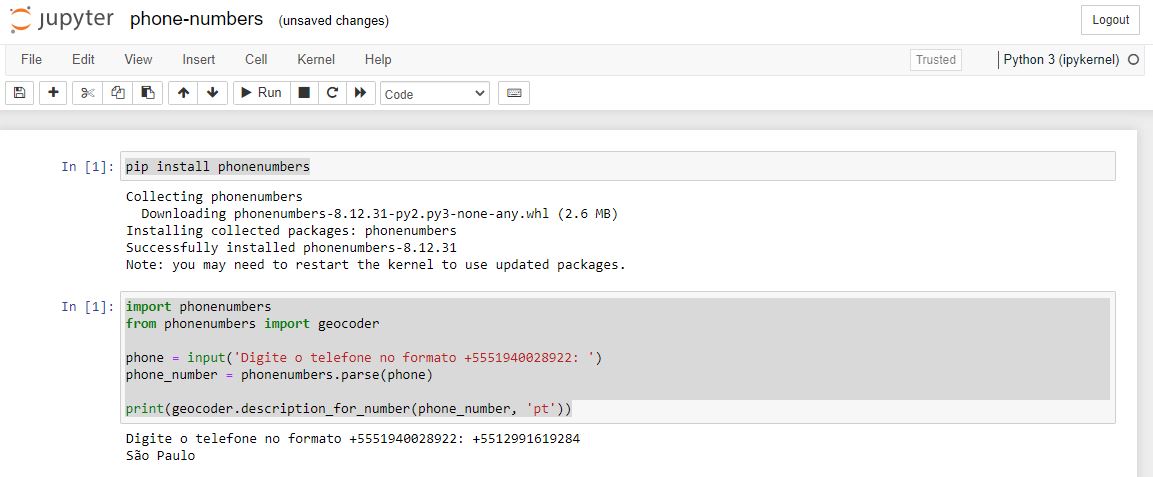 jupyter phone-numbers (unsaved changes) Logout
File Edit View Insert Cell Kernel Help Trusted Python 3 (ipykernel)
Run Code
In [1]: pip install phonenumbers
Collecting phonenumbers
  Downloading phonenumbers-8.12.31-py2.py3-none-any.whl (2.6 MB)
Installing collected packages: phonenumbers
Successfully installed phonenumbers-8.12.31
Note: you may need to restart the kernel to use updated packages.
In [1]: import phonenumbers
from phonenumbers import geocoder
phone = input('Digite o telefone no formato +5551940028922: ')
phone_number = phonenumbers.parse(phone)
print(geocoder.description_for_number(phone_number, 'pt'))
Digite o telefone no formato +5551940028922: +5512991619284
São Paulo